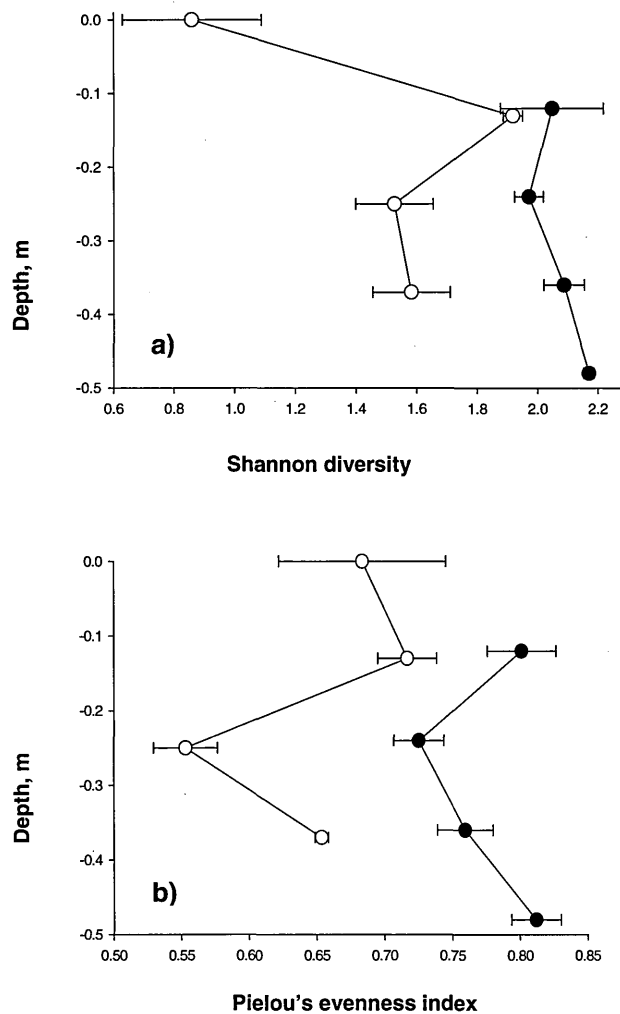 0.0
-0.1
-0.2
-0.3
-0.4
-0.5
Depth, m
a)
0.6 0.8 1.0 1.2 1.4 1.6 1.8 2.0 2.2
Shannon diversity
0.0
-0.1
-0.2
-0.3
-0.4
-0.5
Depth, m
b)
0.50 0.55 0.60 0.65 0.70 0.75 0.80 0.85
Pielou's evenness index